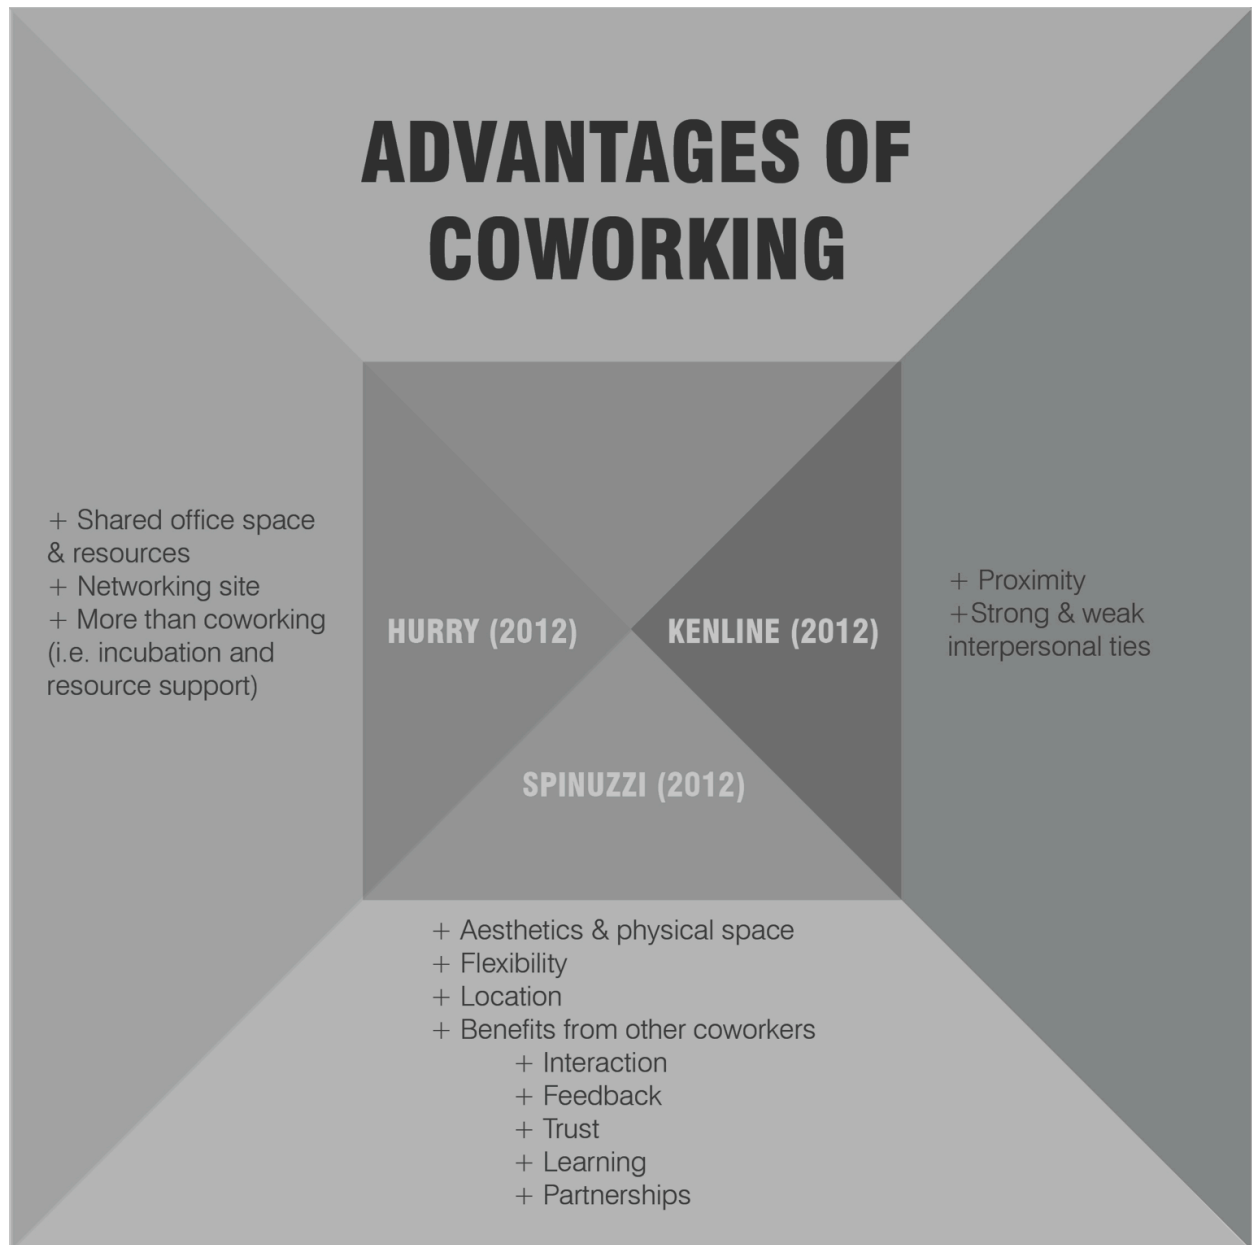 ADVANTAGES OF
COWORKING
+ Shared office space
& resources
+ Networking site
+ More than coworking
(i.e. incubation and
resource support)
HURRY (2012)
KENLINE (2012)
+ Proximity
+Strong & weak
interpersonal ties
SPINUZZI (2012)
+ Aesthetics & physical space
+ Flexibility
+ Location
+ Benefits from other coworkers
+ Interaction
+ Feedback
+ Trust
+ Learning
+ Partnerships